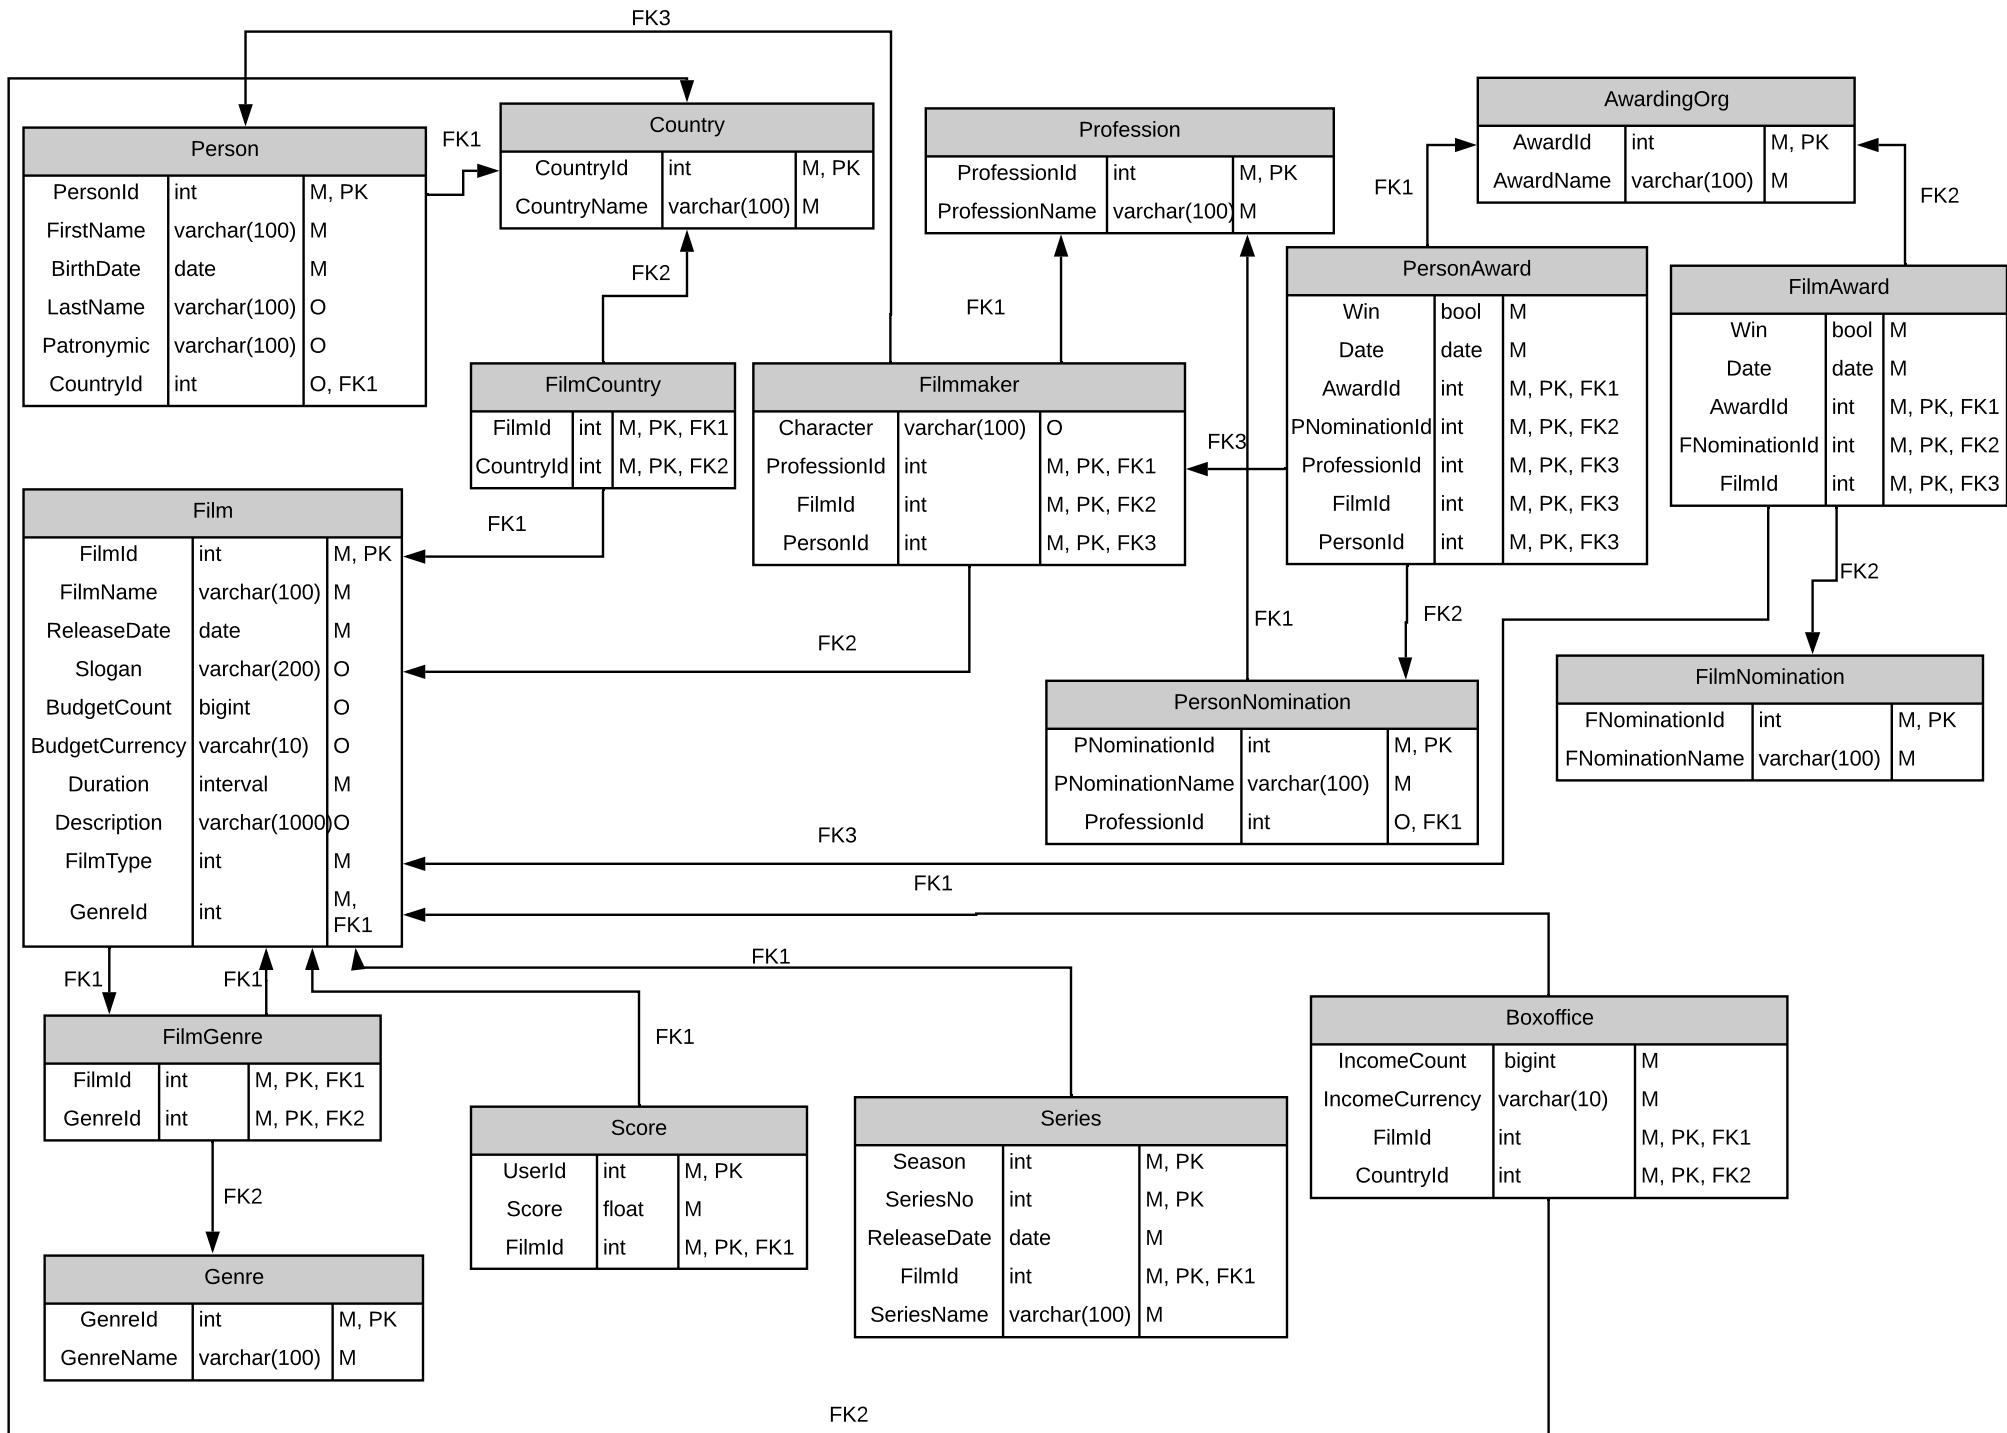 FK3
Person
PersonId int M, PK
FirstName varchar(100) M
BirthDate date M
LastName varchar(100) O
Patronymic varchar(100) O
CountryId int O, FK1
FK1
Country
CountryId int M, PK
CountryName varchar(100) M
FK2
Profession
ProfessionId int M, PK
ProfessionName varchar(100) M
FK1
AwardingOrg
AwardId int M, PK
AwardName varchar(100) M
FK1
FK2
PersonAward
Win bool M
Date date M
AwardId int M, PK, FK1
PNominationId int M, PK, FK2
ProfessionId int M, PK, FK3
FilmId int M, PK, FK3
PersonId int M, PK, FK3
FilmAward
Win bool M
Date date M
AwardId int M, PK, FK1
FNominationId int M, PK, FK2
FilmId int M, PK, FK3
FilmCountry
FilmId int M, PK, FK1
CountryId int M, PK, FK2
FK1
Filmmaker
Character varchar(100) O
ProfessionId int M, PK, FK1
FilmId int M, PK, FK2
PersonId int M, PK, FK3
FK3
FK2
Film
FilmId int M, PK
FilmName varchar(100) M
ReleaseDate date M
Slogan varchar(200) O
BudgetCount bigint O
BudgetCurrency varcahr(10) O
Duration interval M
Description varchar(1000) O
FilmType int M
GenreId int M,
FK1
FK1
FK2
FK2
PersonNomination
PNominationId int M, PK
PNominationName varchar(100) M
ProfessionId int O, FK1
FilmNomination
FNominationId int M, PK
FNominationName varchar(100) M
FK3
FK1
FK1
FK1
FK1
FilmGenre
FilmId int M, PK, FK1
GenreId int M, PK, FK2
FK2
Genre
GenreId int M, PK
GenreName varchar(100) M
FK1
Score
UserId int M, PK
Score float M
FilmId int M, PK, FK1
Series
Season int M, PK
SeriesNo int M, PK
ReleaseDate date M
FilmId int M, PK, FK1
SeriesName varchar(100) M
Boxoffice
IncomeCount bigint M
IncomeCurrency varchar(10) M
FilmId int M, PK, FK1
CountryId int M, PK, FK2
FK2